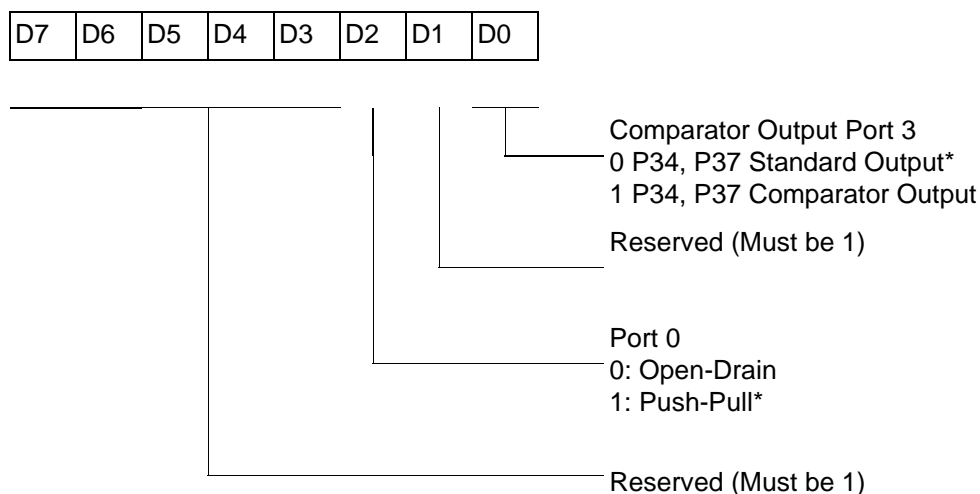 D7 D6 D5 D4 D3 D2 D1 D0
Comparator Output Port 3
0 P34, P37 Standard Output*
1 P34, P37 Comparator Output
Reserved (Must be 1)
Port 0
0: Open-Drain
1: Push-Pull*
Reserved (Must be 1)